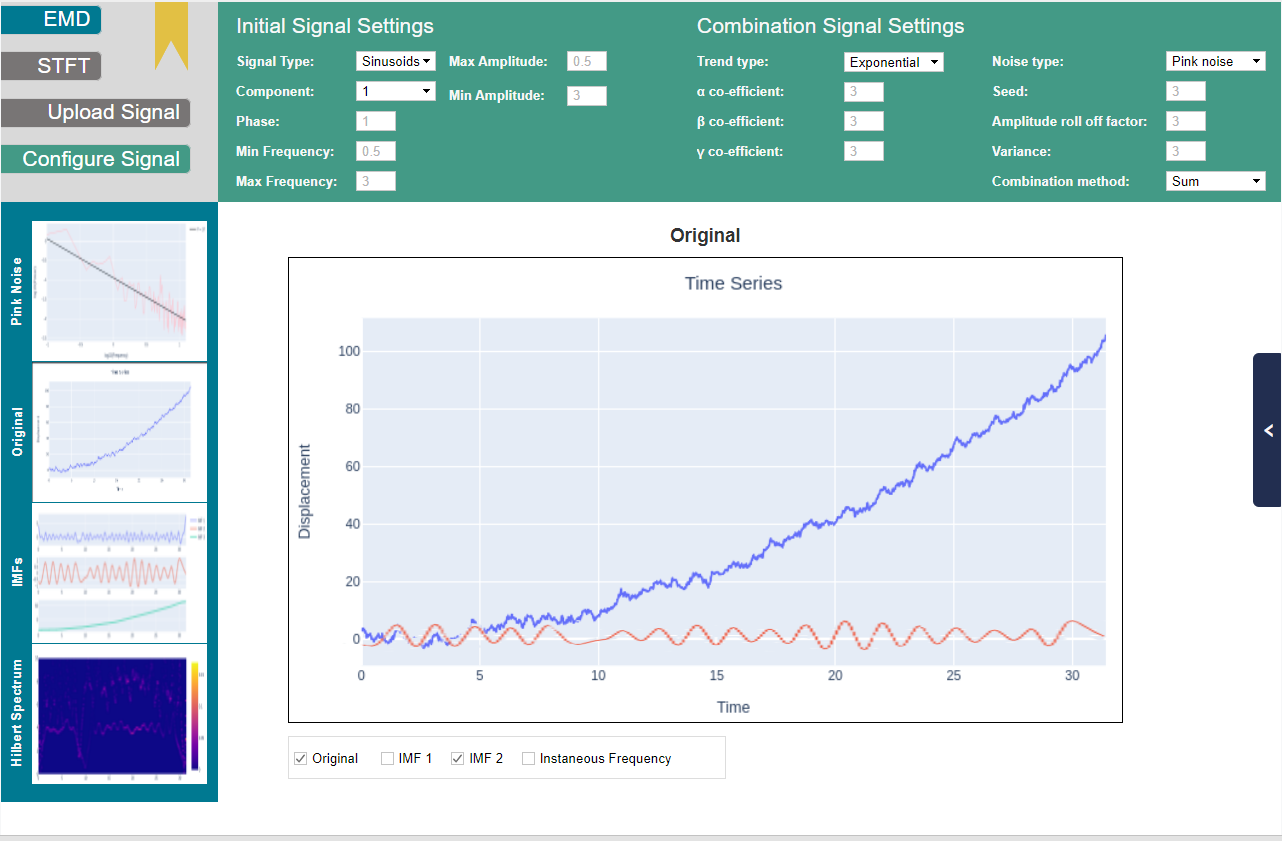 EMD
STFT
Upload Signal
Configure Signal
Initial Signal Settings
Signal Type: Sinusoids Max Amplitude: 0.5
Component: 1 Min Amplitude: 3
Phase: 1
Min Frequency: 0.5
Max Frequency: 3
Combination Signal Settings
Trend type: Exponential Noise type: Pink noise
α co-efficient: 3 Seed: 3
β co-efficient: 3 Amplitude roll off factor: 3
γ co-efficient: 3 Variance: 3
Combination method: Sum
Pink Noise
Original
IMFs
Hilbert Spectrum
Original
Time Series
Displacement
100
80
60
40
20
0
0 5 10 15 20 25 30
Time
<
Original IMF 1 IMF 2 Instaneous Frequency